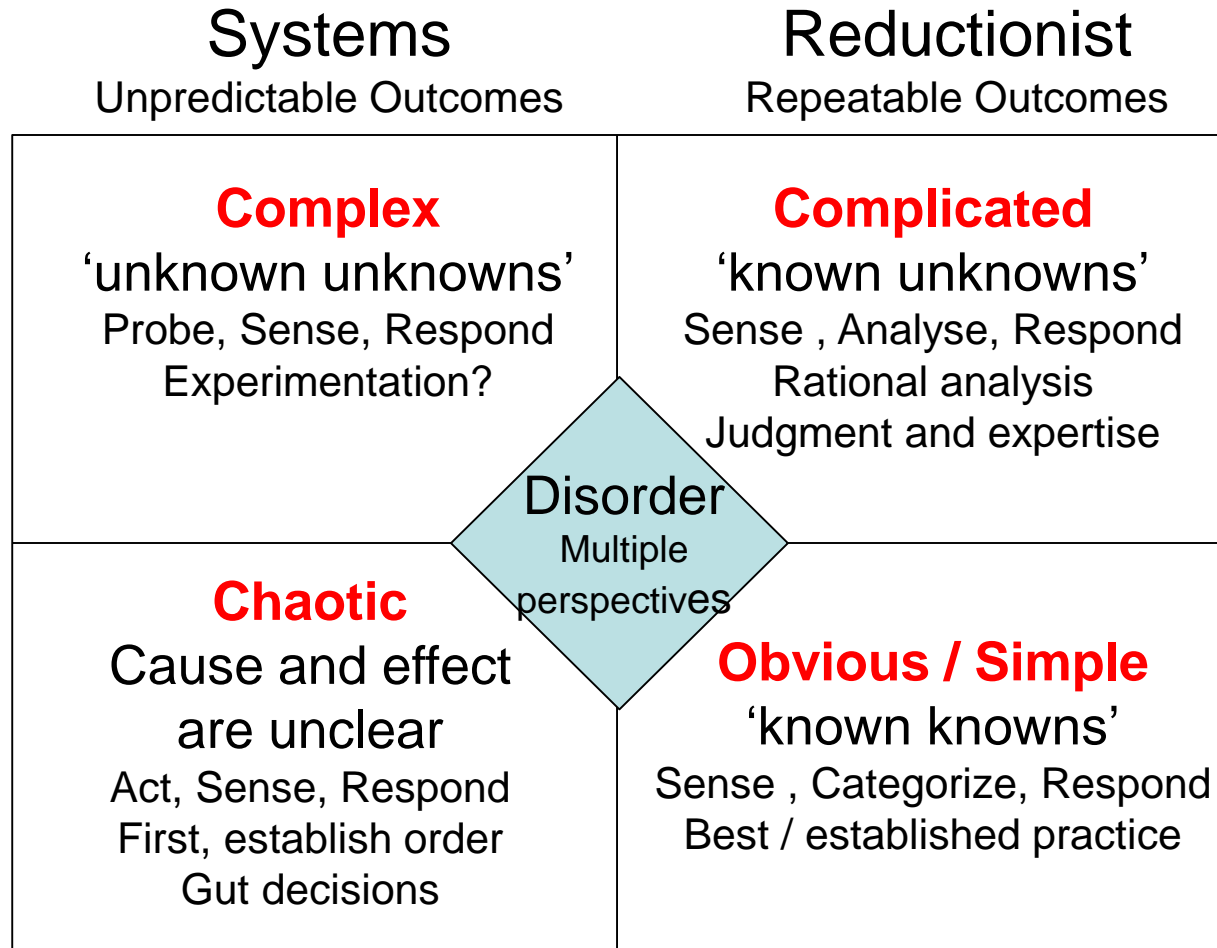 Systems
Unpredictable Outcomes
Reductionist
Repeatable Outcomes
Complex
‘unknown unknowns’
Probe, Sense, Respond
Experimentation?
Complicated
‘known unknowns’
Sense , Analyse, Respond
Rational analysis
Judgment and expertise
Disorder
Multiple
perspectives
Chaotic
Cause and effect
are unclear
Act, Sense, Respond
First, establish order
Gut decisions
Obvious / Simple
‘known knowns’
Sense , Categorize, Respond
Best / established practice